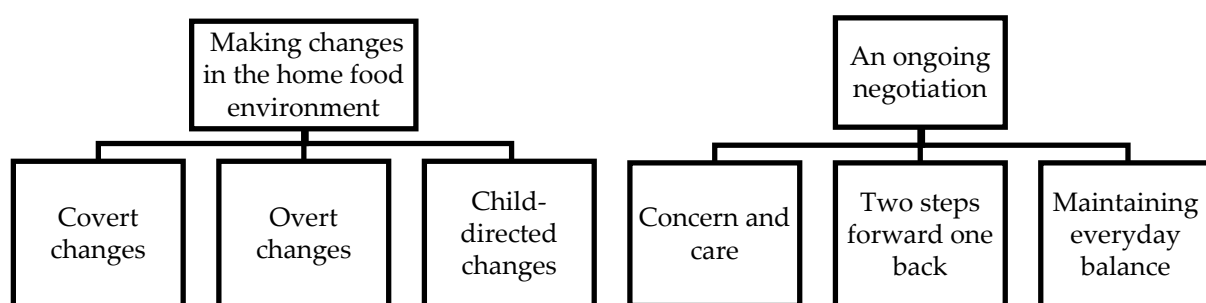 Making changes
in the home food
environment
An ongoing
negotiation
Covert
changes
Overt
changes
Child-
directed
changes
Concern and
care
Two steps
forward one
back
Maintaining
everyday
balance